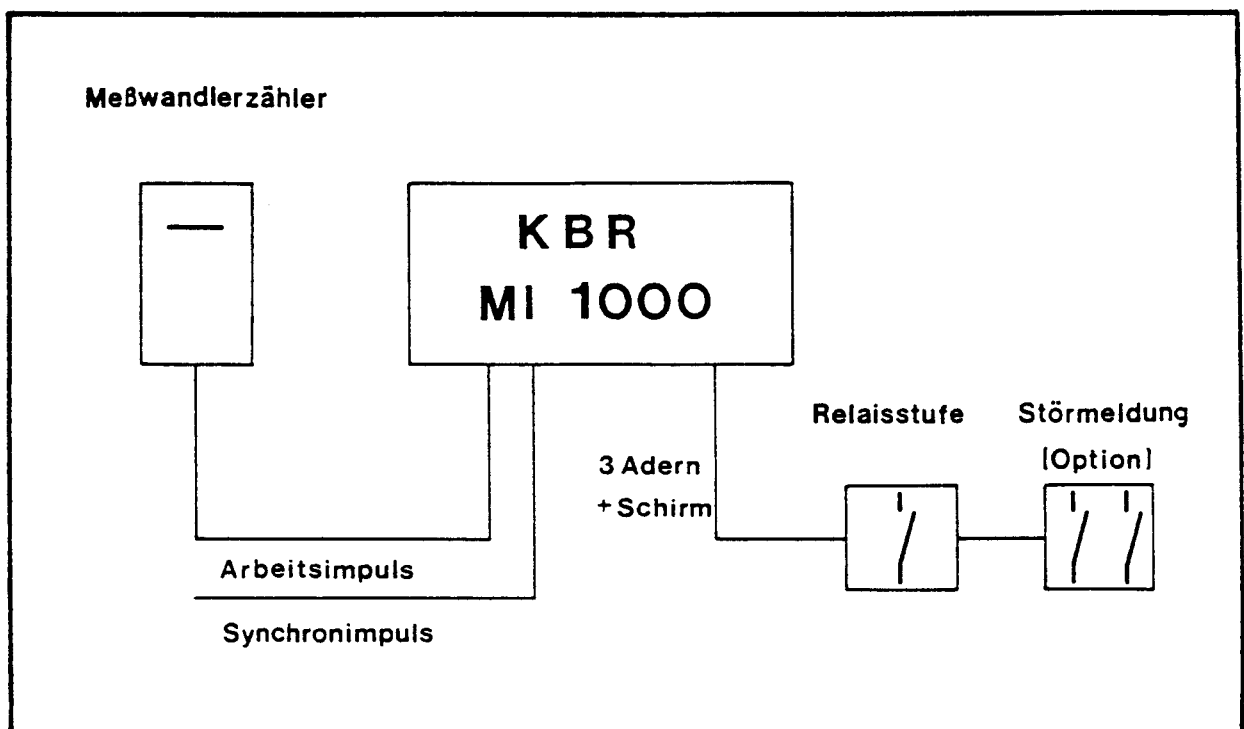 Meßwandlerzähler
KBR
MI 1000
Relaisstufe
Störmeldung
(Option)
3 Adern
+ Schirm
Arbeitsimpuls
Synchronimpuls